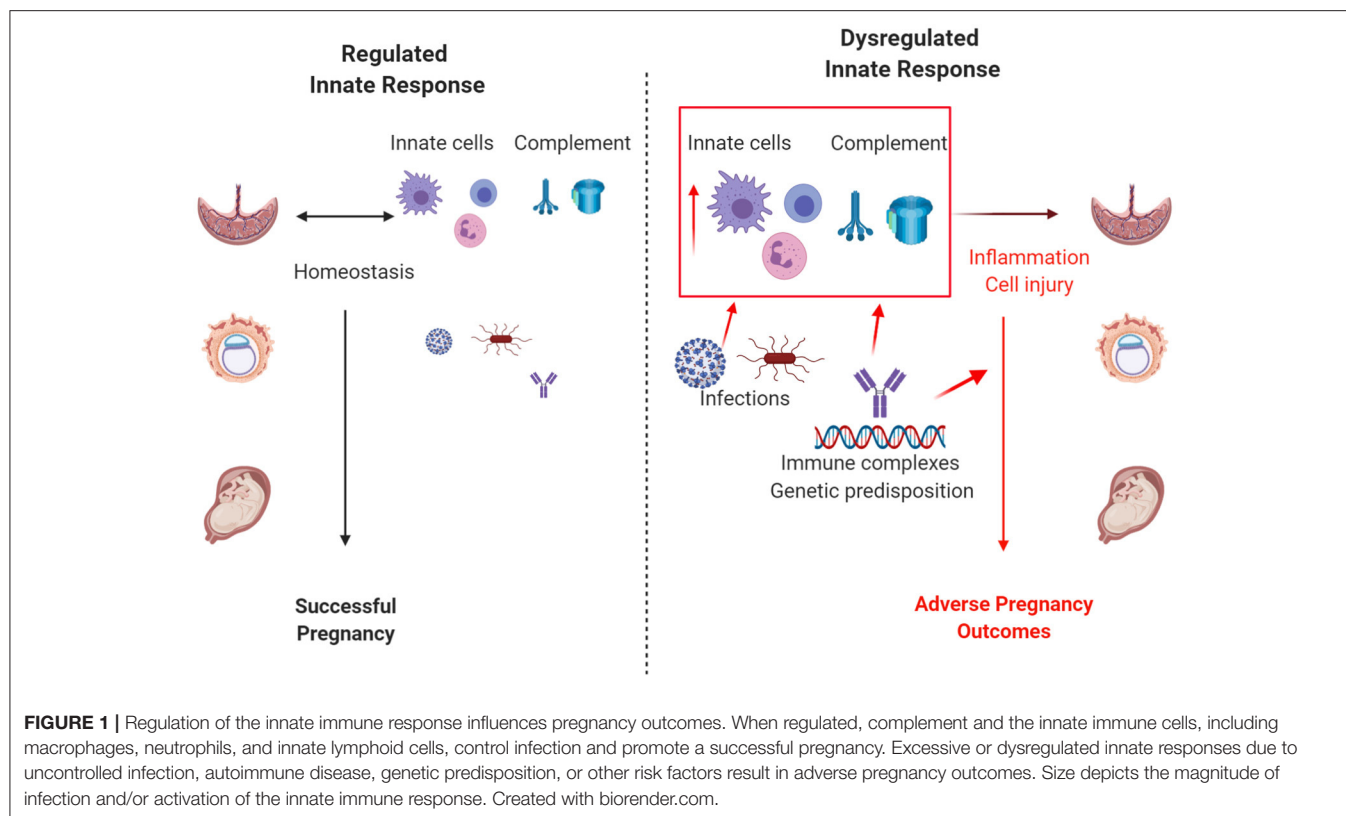 Regulated
Innate Response
Innate cells
Complement
Homeostasis
Successful
Pregnancy
Dysregulated
Innate Response
Innate cells
Complement
Inflammation
Cell injury
Infections
Immune complexes
Genetic predisposition
Adverse Pregnancy
Outcomes
FIGURE 1 | Regulation of the innate immune response influences pregnancy outcomes. When regulated, complement and the innate immune cells, including
macrophages, neutrophils, and innate lymphoid cells, control infection and promote a successful pregnancy. Excessive or dysregulated innate responses due to
uncontrolled infection, autoimmune disease, genetic predisposition, or other risk factors result in adverse pregnancy outcomes. Size depicts the magnitude of
infection and/or activation of the innate immune response. Created with biorender.com.